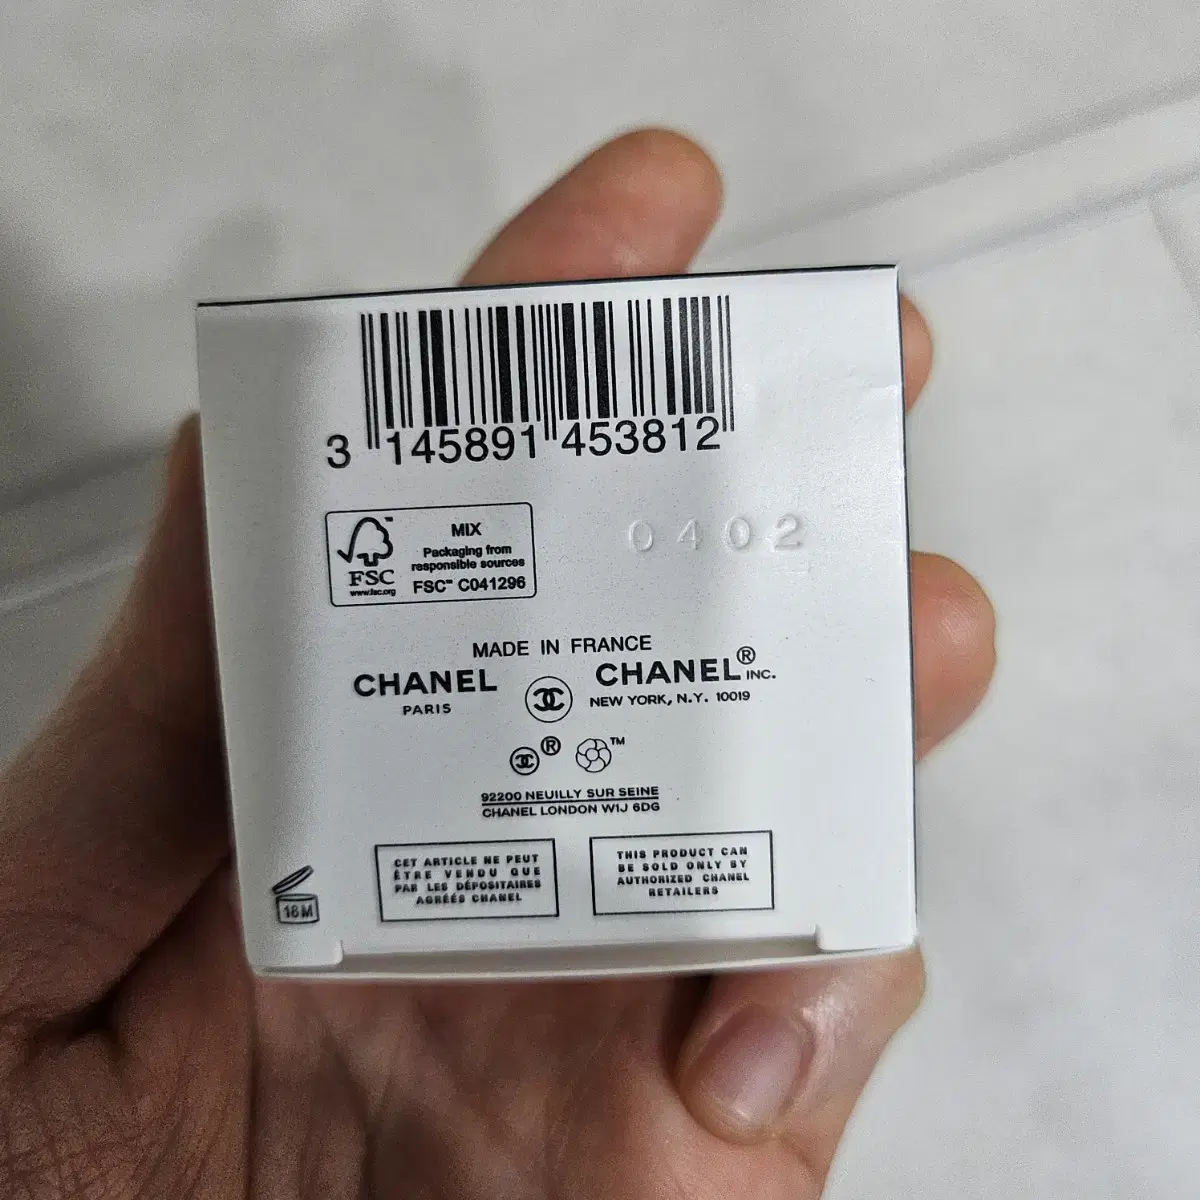 3 145891 453812
FSC™
www.fsc.org
MIX
Packaging from
responsible sources
FSC™ C041296
0402
MADE IN FRANCE
CHANEL
PARIS
CHANEL® INC.
NEW YORK, N.Y. 10019
® ™
92200 NEUILLY SUR SEINE
CHANEL LONDON W1J 6DG
CET ARTICLE NE PEUT
ÊTRE VENDU QUE
PAR LES DÉPOSITAIRES
AGRÉÉS CHANEL
THIS PRODUCT CAN
BE SOLD ONLY BY
AUTHORIZED CHANEL
RETAILERS
18M